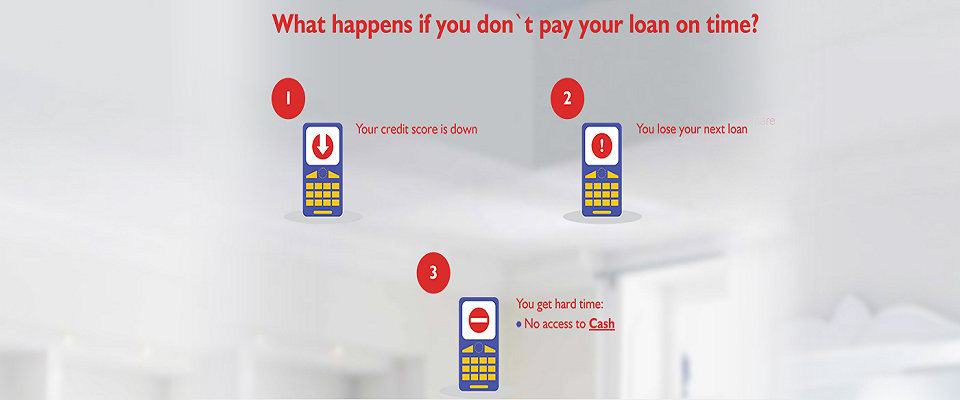 What happens if you don`t pay your loan on time?
1
Your credit score is down
2
You lose your next loan
!
3
You get hard time:
• No access to Cash